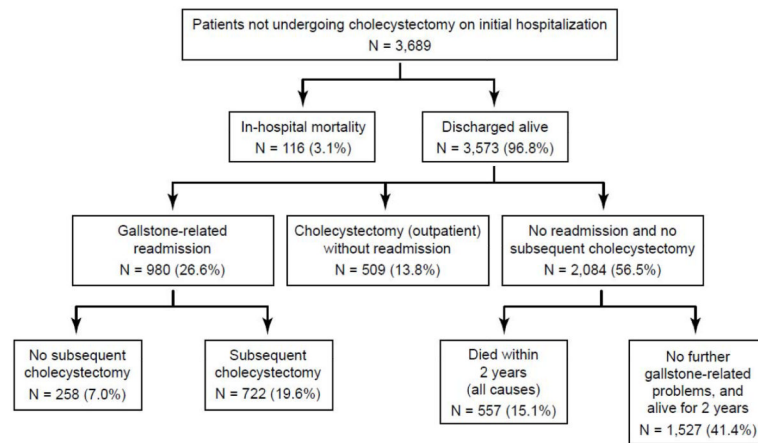 Patients not undergoing cholecystectomy on initial hospitalization
N = 3,689
In-hospital mortality
N = 116 (3.1%)
Discharged alive
N = 3,573 (96.8%)
Gallstone-related
readmission
N = 980 (26.6%)
Cholecystectomy (outpatient)
without readmission
N = 509 (13.8%)
No readmission and no
subsequent cholecystectomy
N = 2,084 (56.5%)
No subsequent
cholecystectomy
N = 258 (7.0%)
Subsequent
cholecystectomy
N = 722 (19.6%)
Died within
2 years
(all causes)
N = 557 (15.1%)
No further
gallstone-related
problems, and
alive for 2 years
N = 1,527 (41.4%)